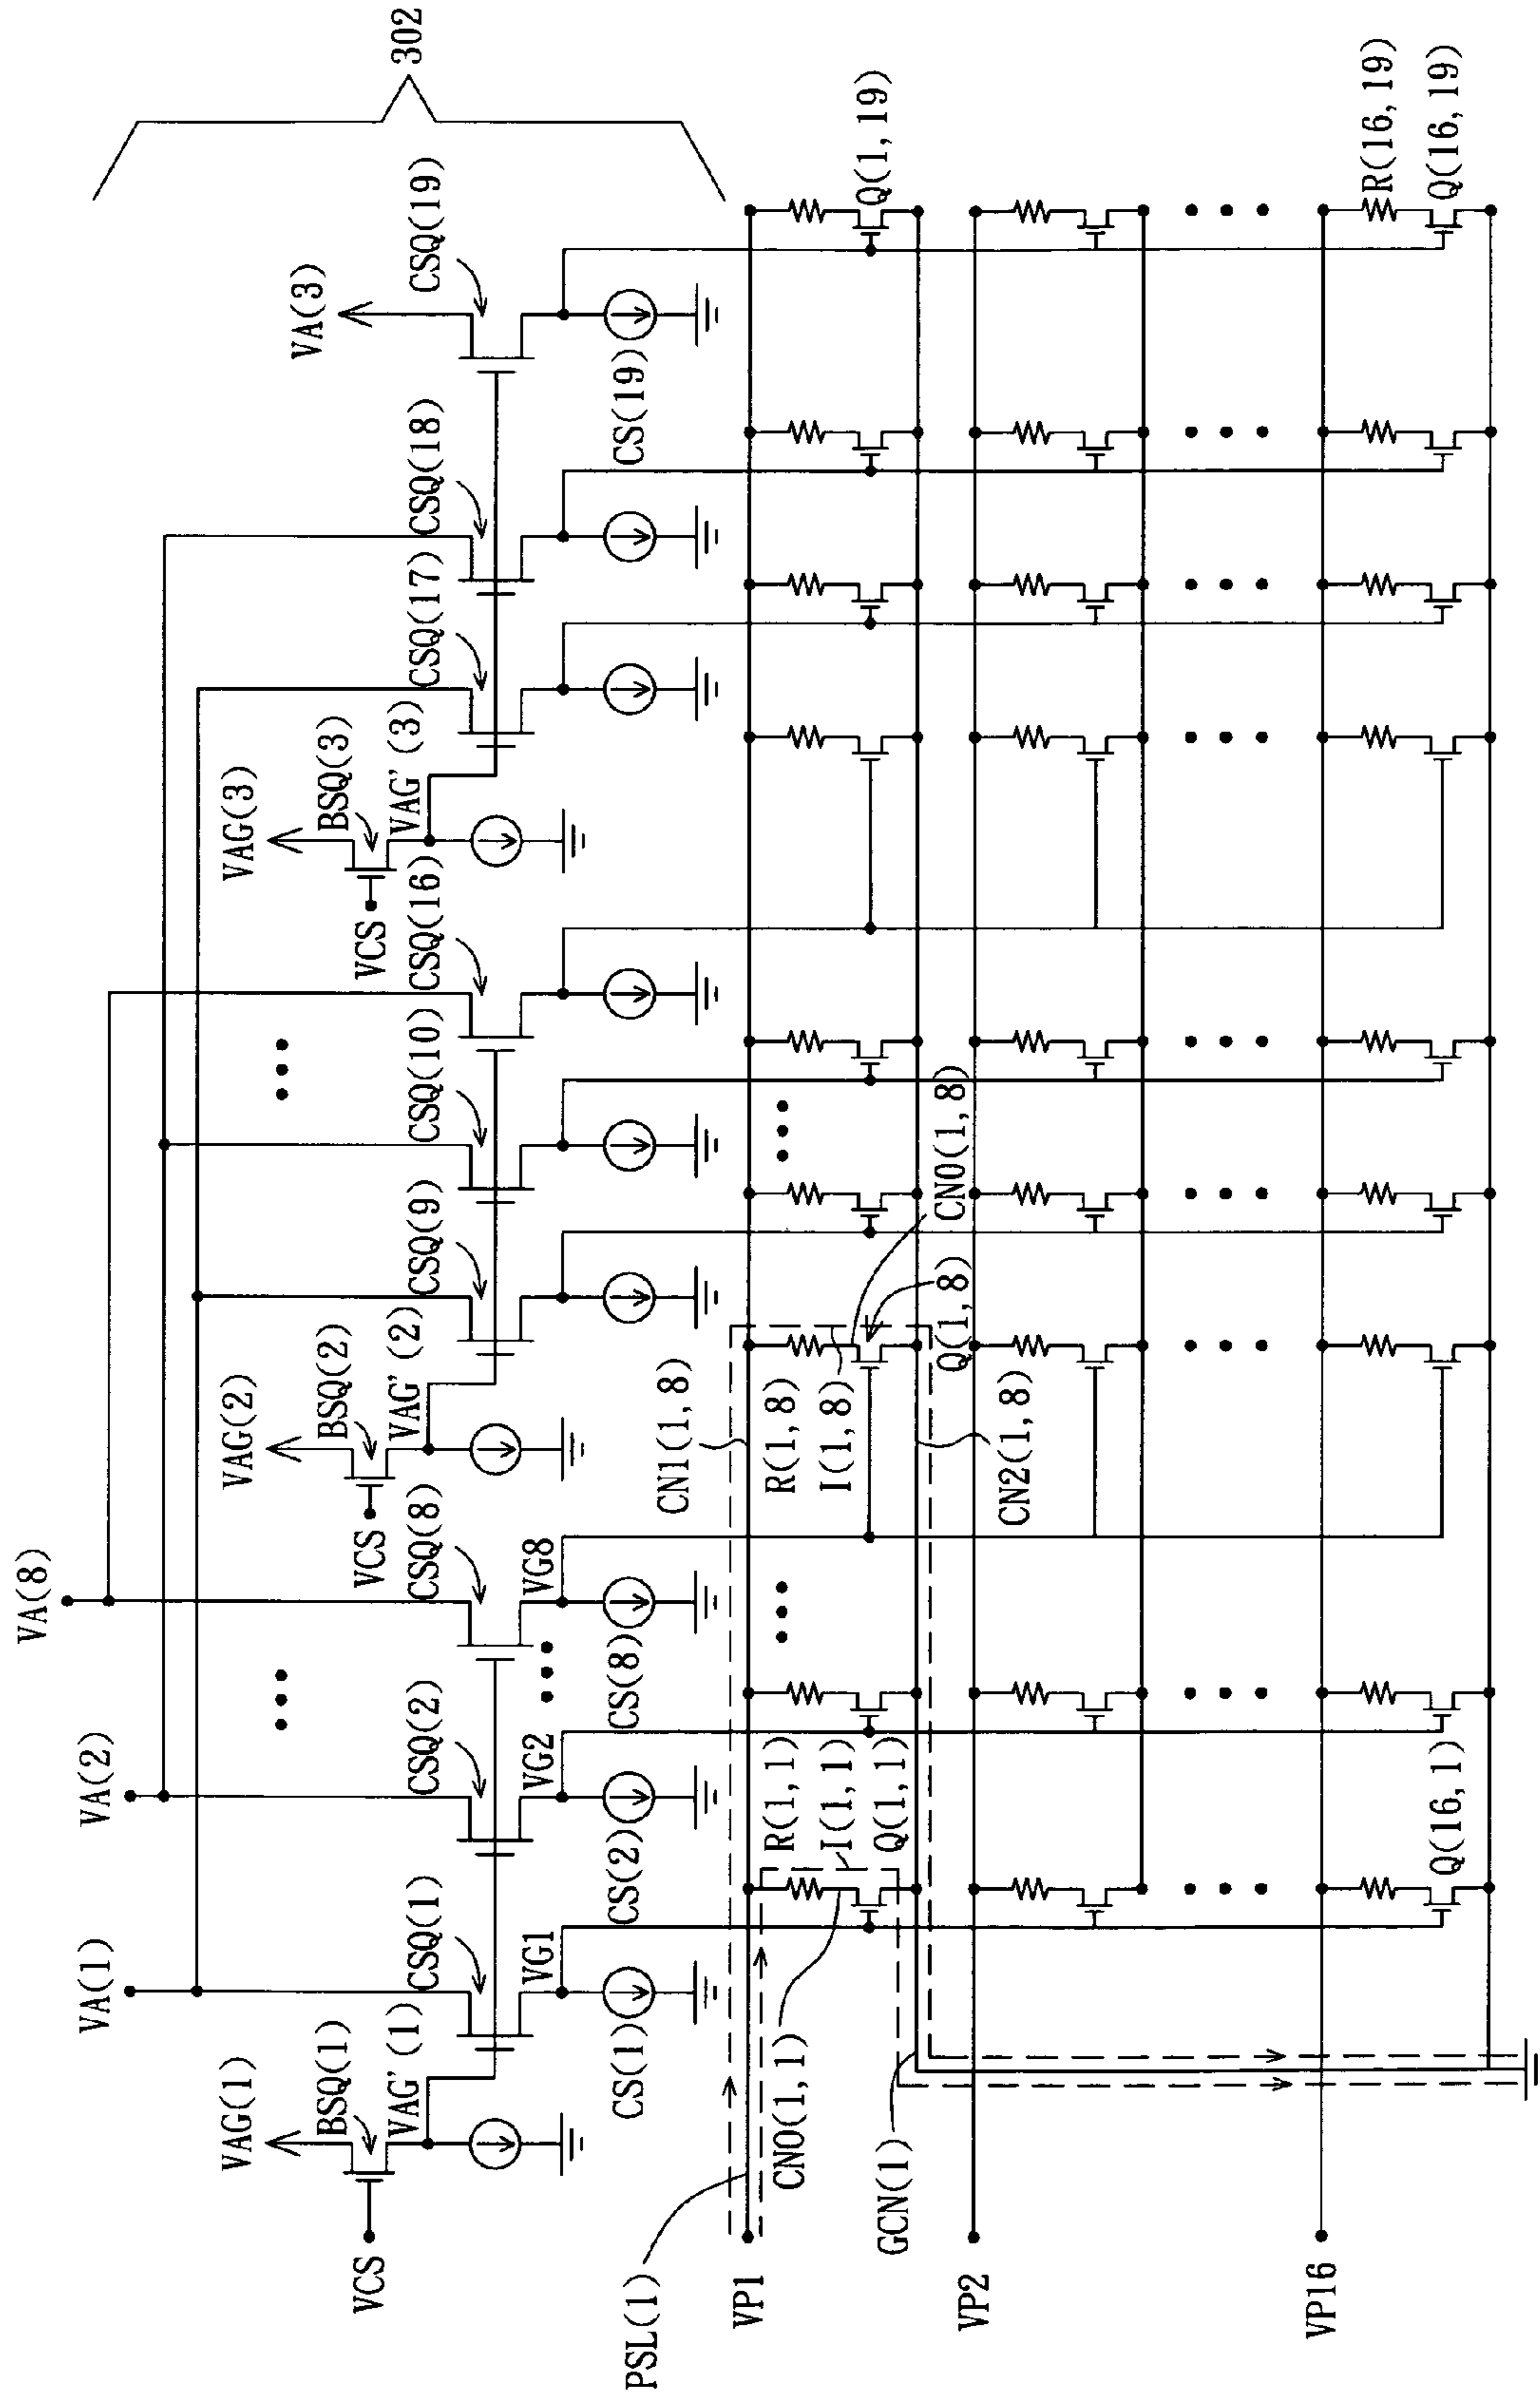 302
VA(8)
VA(1)
VA(2)
VA(3)
VAG(1)
VAG(2)
VAG(3)
BSQ(1)
BSQ(2)
BSQ(3)
VCS
VCS
VCS
VAG'(1)
VAG'(2)
VAG'(3)
CSQ(1)
CSQ(2)
CSQ(8)
CSQ(9)
CSQ(10)
CSQ(16)
CSQ(17)
CSQ(18)
CSQ(19)
VG1
VG2
VG8
CS(1)
CS(2)
CS(8)
CS(19)
PSL(1)
CN1(1,8)
VP1
CNO(1,1)
R(1,1)
I(1,1)
Q(1,1)
R(1,8)
I(1,8)
Q(1,8)
CNO(1,8)
Q(1,19)
GCN(1)
CN2(1,8)
VP2
VP16
Q(16,1)
R(16,19)
Q(16,19)